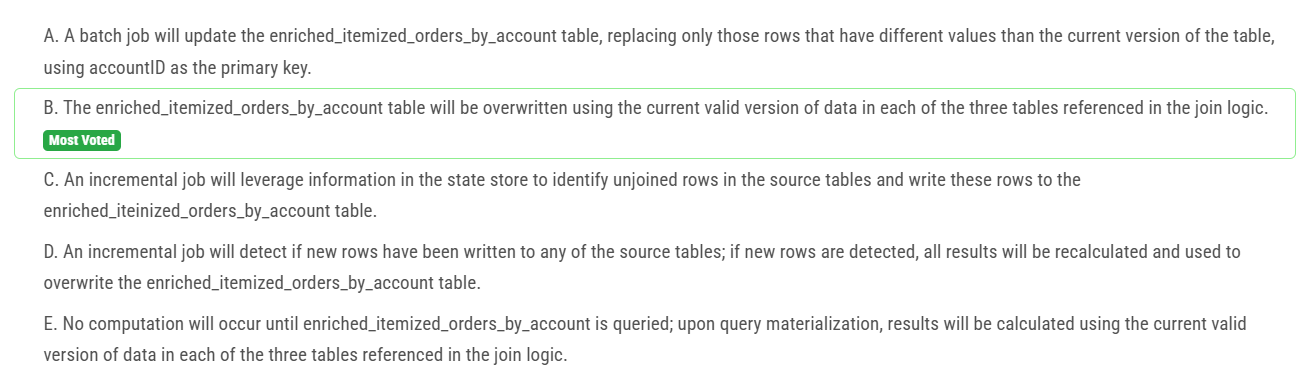 A. A batch job will update the enriched_itemized_orders_by_account table, replacing only those rows that have different values than the current version of the table,
using accountID as the primary key.
B. The enriched_itemized_orders_by_account table will be overwritten using the current valid version of data in each of the three tables referenced in the join logic.
Most Voted
C. An incremental job will leverage information in the state store to identify unjoined rows in the source tables and write these rows to the
enriched_iteinized_orders_by_account table.
D. An incremental job will detect if new rows have been written to any of the source tables; if new rows are detected, all results will be recalculated and used to
overwrite the enriched_itemized_orders_by_account table.
E. No computation will occur until enriched_itemized_orders_by_account is queried; upon query materialization, results will be calculated using the current valid
version of data in each of the three tables referenced in the join logic.